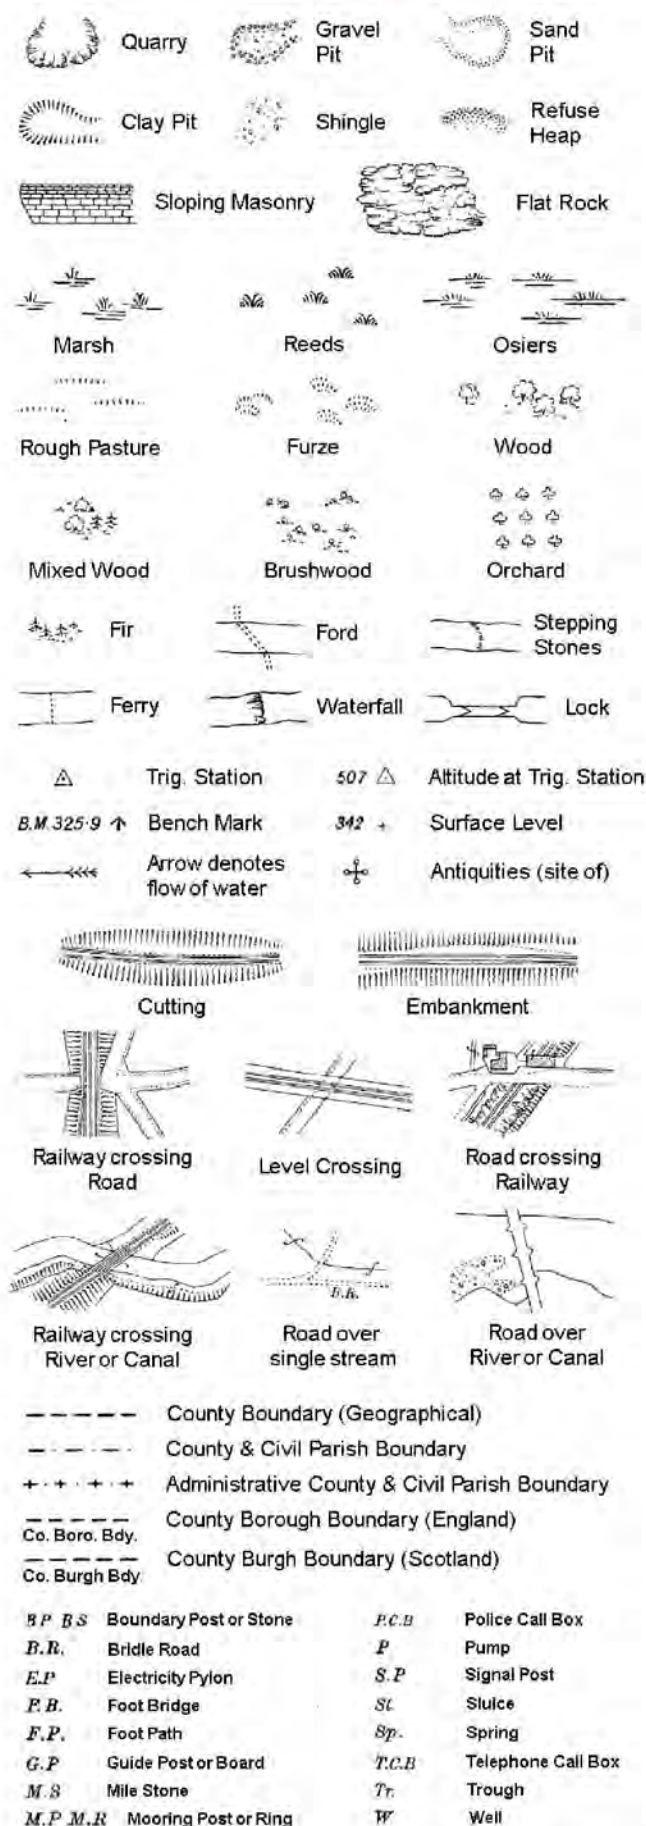 Quarry
Gravel Pit
Sand Pit
Clay Pit
Shingle
Refuse Heap
Sloping Masonry
Flat Rock
Marsh
Reeds
Osiers
Rough Pasture
Furze
Wood
Mixed Wood
Brushwood
Orchard
Fir
Ford
Stepping Stones
Ferry
Waterfall
Lock
Trig. Station
507
Altitude at Trig. Station
B.M. 325·9
Bench Mark
342 +
Surface Level
Arrow denotes
flow of water
Antiquities (site of)
Cutting
Embankment
Railway crossing
Road
Level Crossing
Road crossing
Railway
Railway crossing
River or Canal
B.R.
Road over
single stream
Road over
River or Canal
County Boundary (Geographical)
County & Civil Parish Boundary
Administrative County & Civil Parish Boundary
Co. Boro. Bdy.
County Borough Boundary (England)
Co. Burgh Bdy
County Burgh Boundary (Scotland)
B P B S Boundary Post or Stone
B.R. Bridle Road
E.P Electricity Pylon
F.B. Foot Bridge
F.P. Foot Path
G.P Guide Post or Board
M.S Mile Stone
M.P M.R Mooring Post or Ring
P.C.B Police Call Box
P Pump
S.P Signal Post
Sl. Sluice
Sp. Spring
T.C.B Telephone Call Box
Tr. Trough
W Well